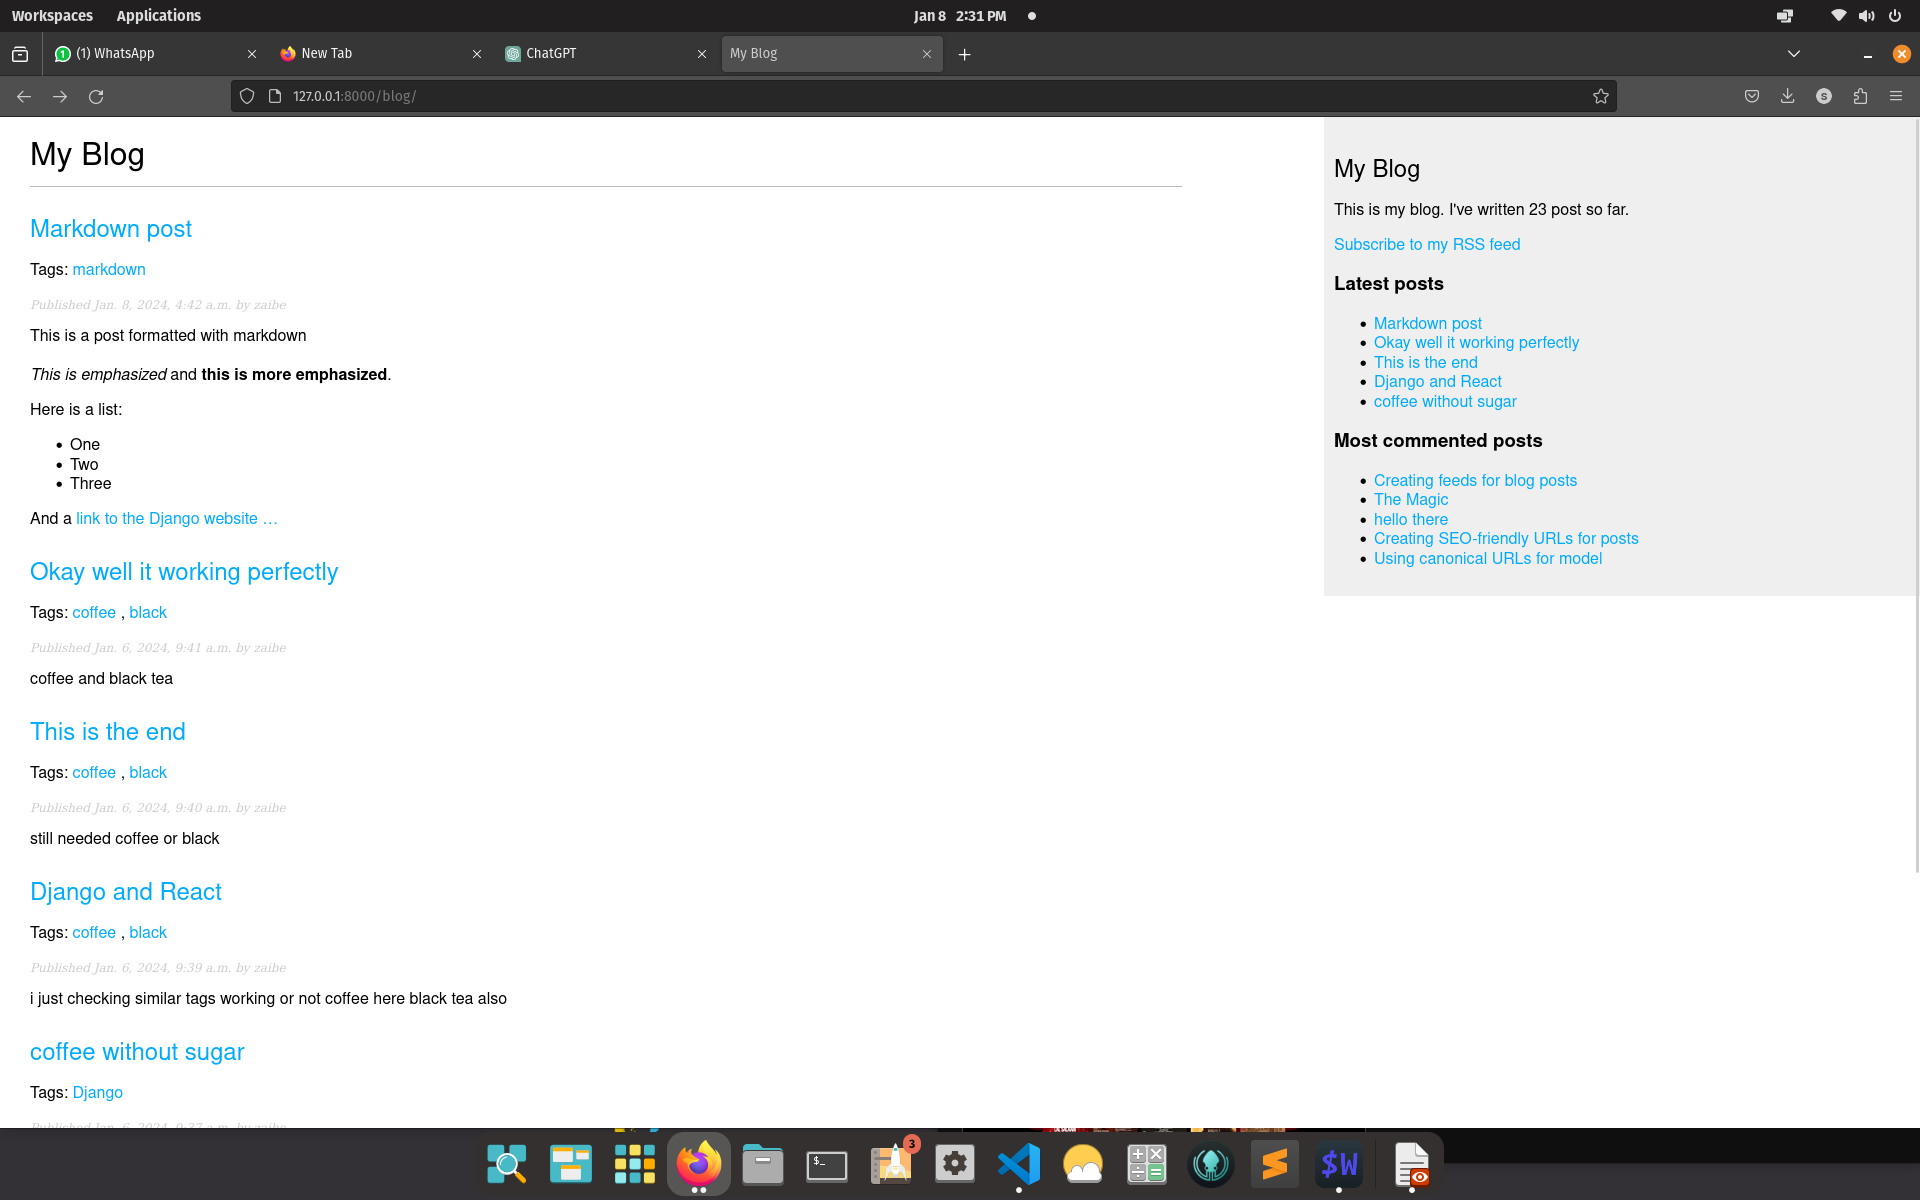 Workspaces Applications Jan 8 2:31 PM
(1) WhatsApp New Tab ChatGPT My Blog
127.0.0.1:8000/blog/ S
My Blog
Markdown post
Tags: markdown
Published Jan. 8, 2024, 4:42 a.m. by zaibe
This is a post formatted with markdown
This is emphasized and this is more emphasized.
Here is a list:
• One
• Two
• Three
And a link to the Django website …
Okay well it working perfectly
Tags: coffee , black
Published Jan. 6, 2024, 9:41 a.m. by zaibe
coffee and black tea
This is the end
Tags: coffee , black
Published Jan. 6, 2024, 9:40 a.m. by zaibe
still needed coffee or black
Django and React
Tags: coffee , black
Published Jan. 6, 2024, 9:39 a.m. by zaibe
i just checking similar tags working or not coffee here black tea also
coffee without sugar
Tags: Django
Published Jan. 6, 2024, 9:37 a.m. by zaibe
My Blog
This is my blog. I've written 23 post so far.
Subscribe to my RSS feed
Latest posts
• Markdown post
• Okay well it working perfectly
• This is the end
• Django and React
• coffee without sugar
Most commented posts
• Creating feeds for blog posts
• The Magic
• hello there
• Creating SEO-friendly URLs for posts
• Using canonical URLs for model
$_ 3 $W